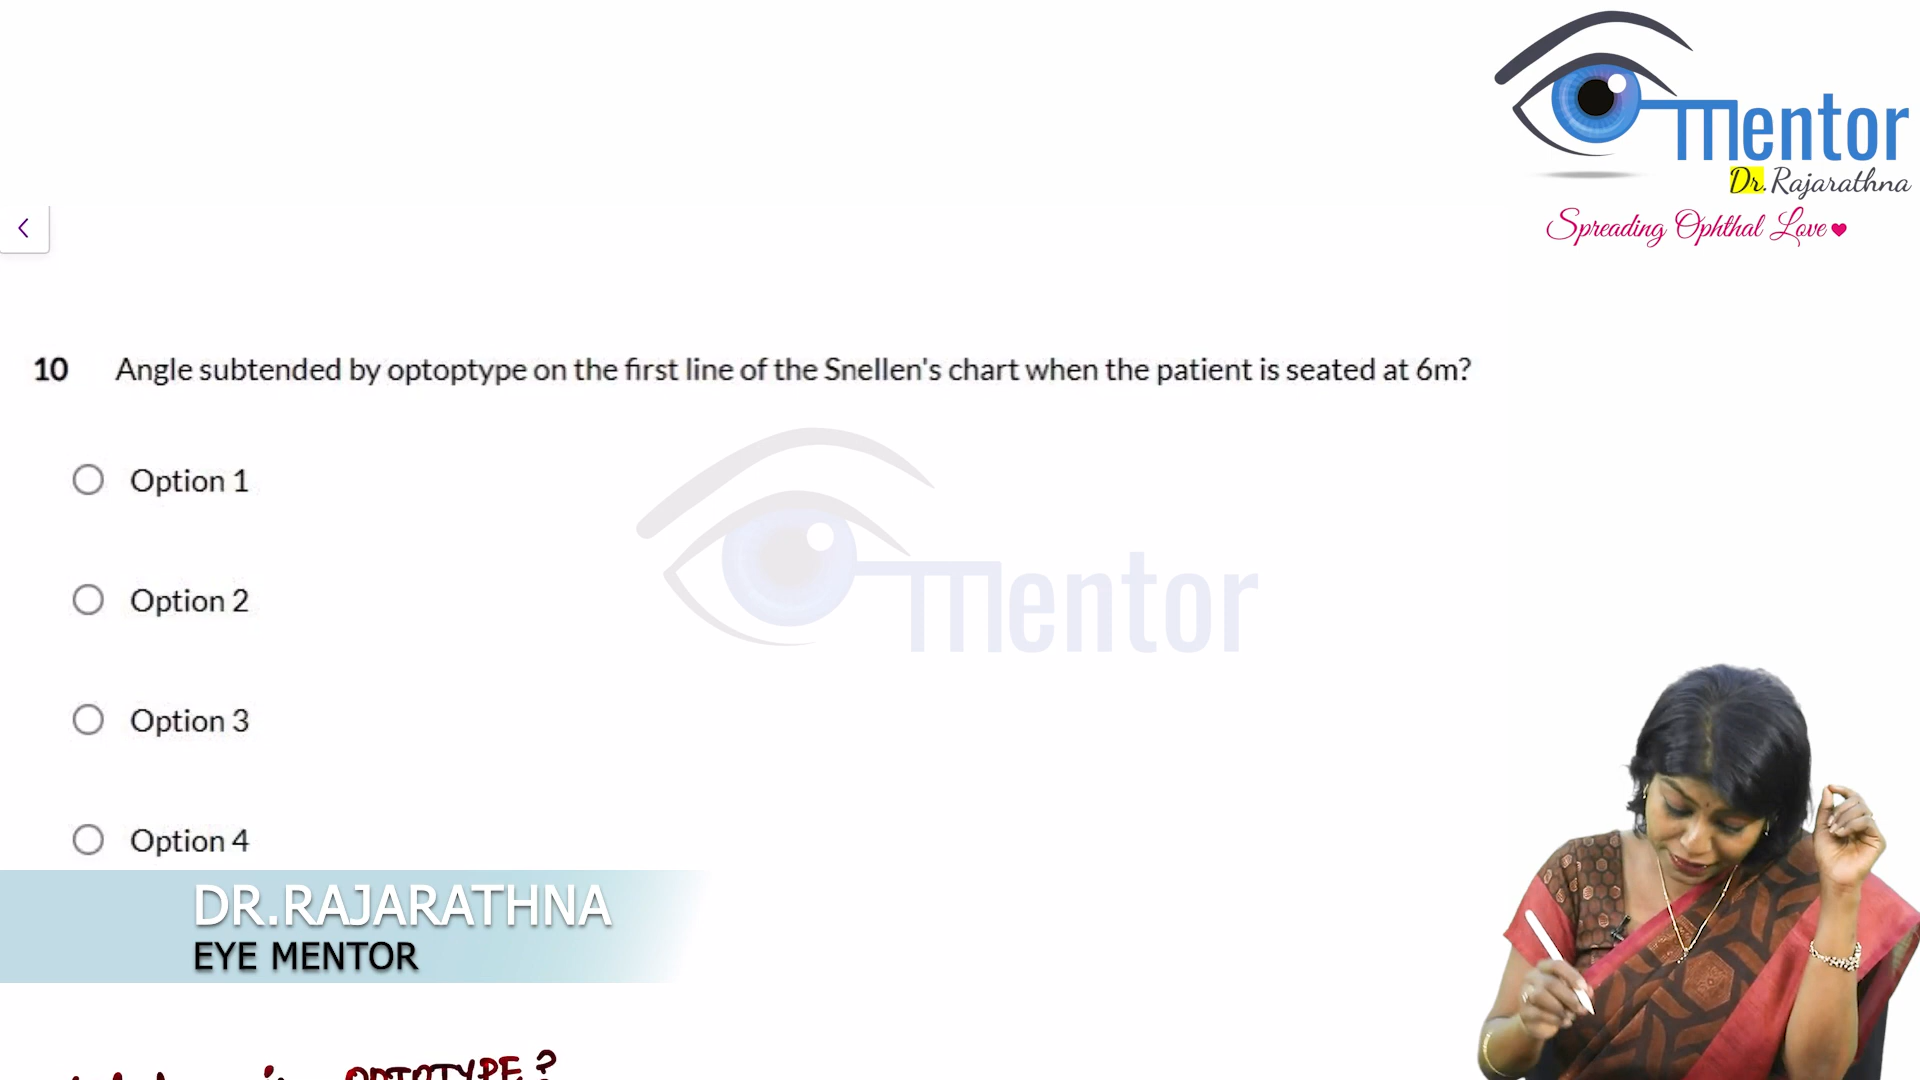 mentor
Dr. Rajarathna
Spreading Ophthal Love
10 Angle subtended by optoptype on the first line of the Snellen's chart when the patient is seated at 6m?
Option 1
mentor
Option 2
Option 3
Option 4
DR.RAJARATHNA
EYE MENTOR
OPTOTYPE ?